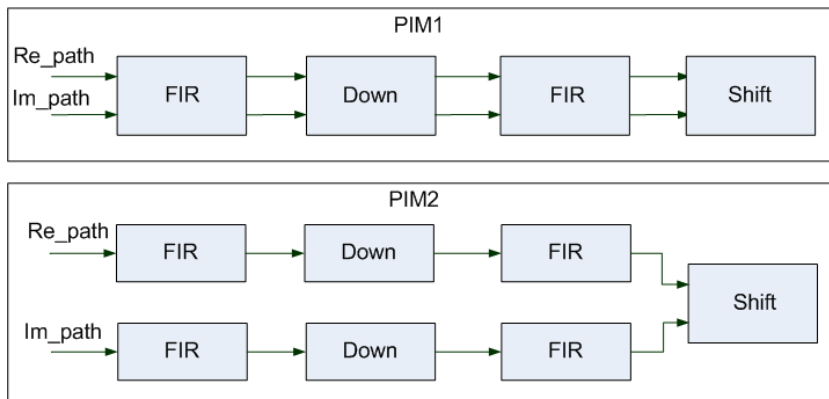 PIM1
Re_path
Im_path
FIR
Down
FIR
Shift
PIM2
Re_path
FIR
Down
FIR
Shift
Im_path
FIR
Down
FIR